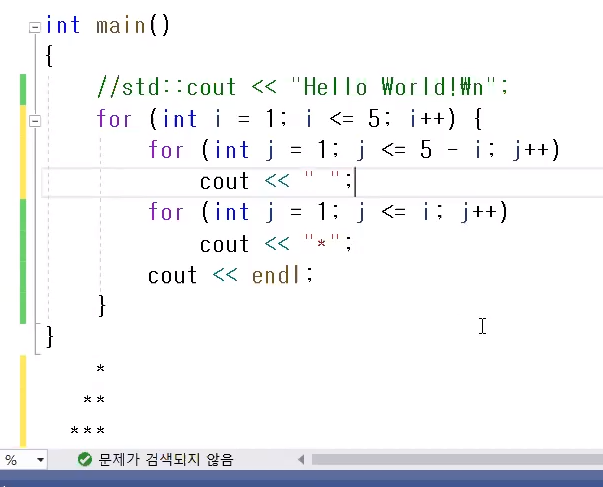 int main()
{
    //std::cout << "Hello World!₩n";
    for (int i = 1; i <= 5; i++) {
        for (int j = 1; j <= 5 - i; j++)
            cout << " ";
        for (int j = 1; j <= i; j++)
            cout << "*";
        cout << endl;
    }
}
    *
   **
  ***
% 문제가 검색되지 않음